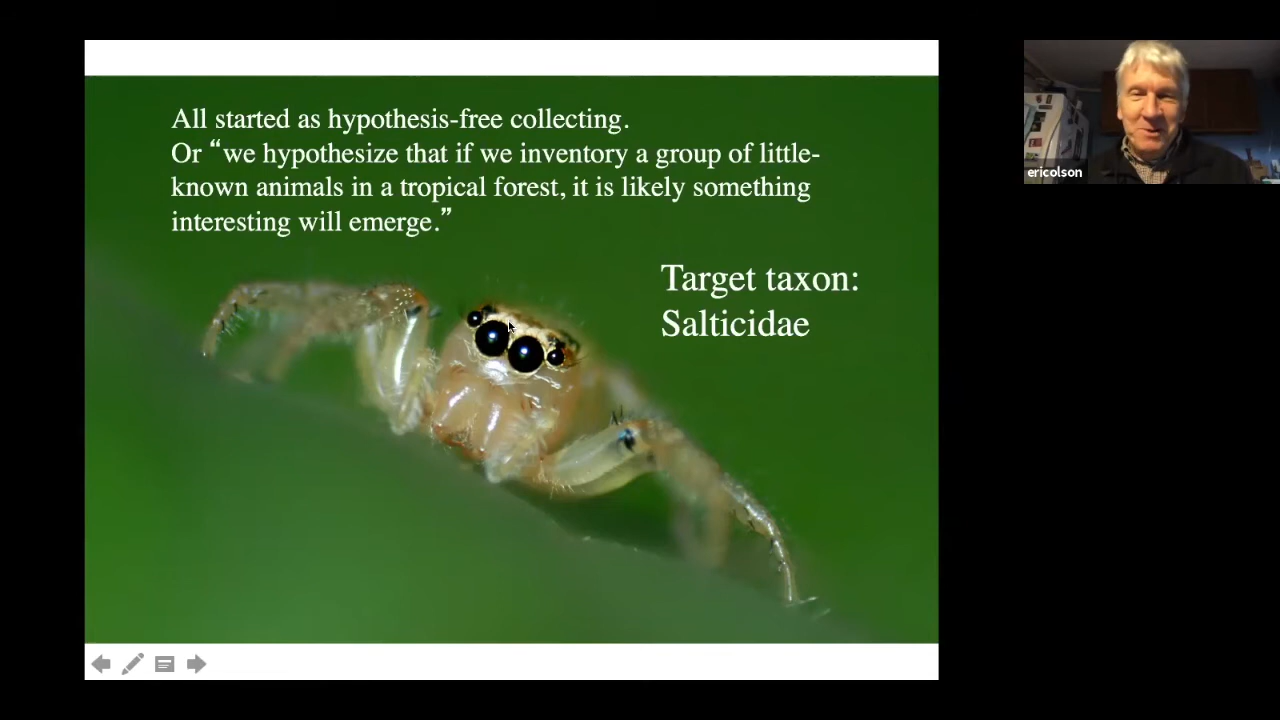 All started as hypothesis-free collecting.
Or “we hypothesize that if we inventory a group of little-
known animals in a tropical forest, it is likely something
interesting will emerge.”
Target taxon:
Salticidae
ericolson